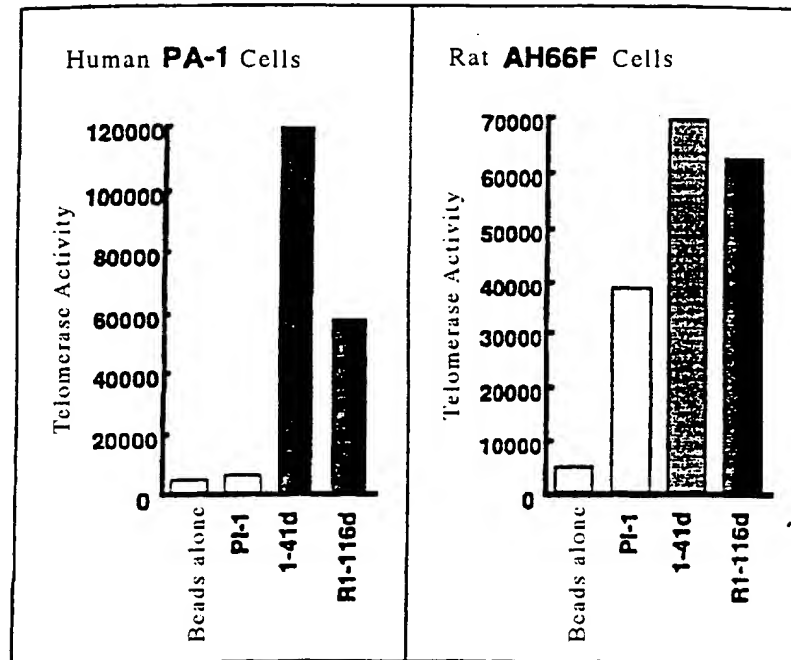 Human PA-1 Cells
Telomerase Activity
120000
100000
80000
60000
40000
20000
0
Beads alone
PI-1
1-41d
R1-116d
Rat AH66F Cells
Telomerase Activity
70000
60000
50000
40000
30000
20000
10000
0
Beads alone
PI-1
1-41d
R1-116d